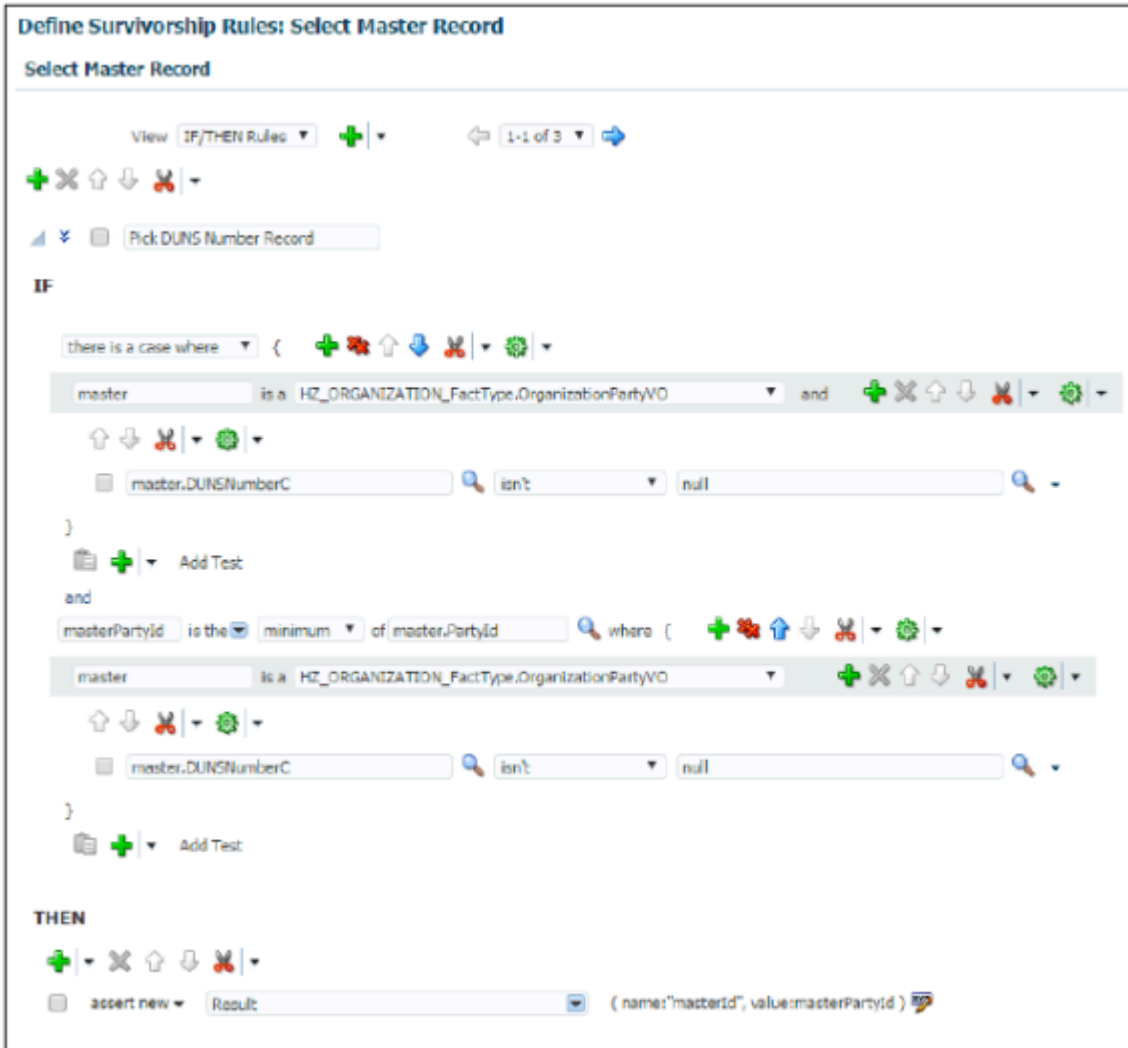 Define Survivorship Rules: Select Master Record
Select Master Record
View IF/THEN Rules 1-1 of 3
Pick DUNS Number Record
IF
there is a case where {
master is a HZ_ORGANIZATION_FactType.OrganizationPartyVO and
master.DUNSNumberC isn't null
}
Add Test
and
masterPartyId is the minimum of master.PartyId where {
master is a HZ_ORGANIZATION_FactType.OrganizationPartyVO
master.DUNSNumberC isn't null
}
Add Test
THEN
assert new Result ( name:"masterId", value:masterPartyId )